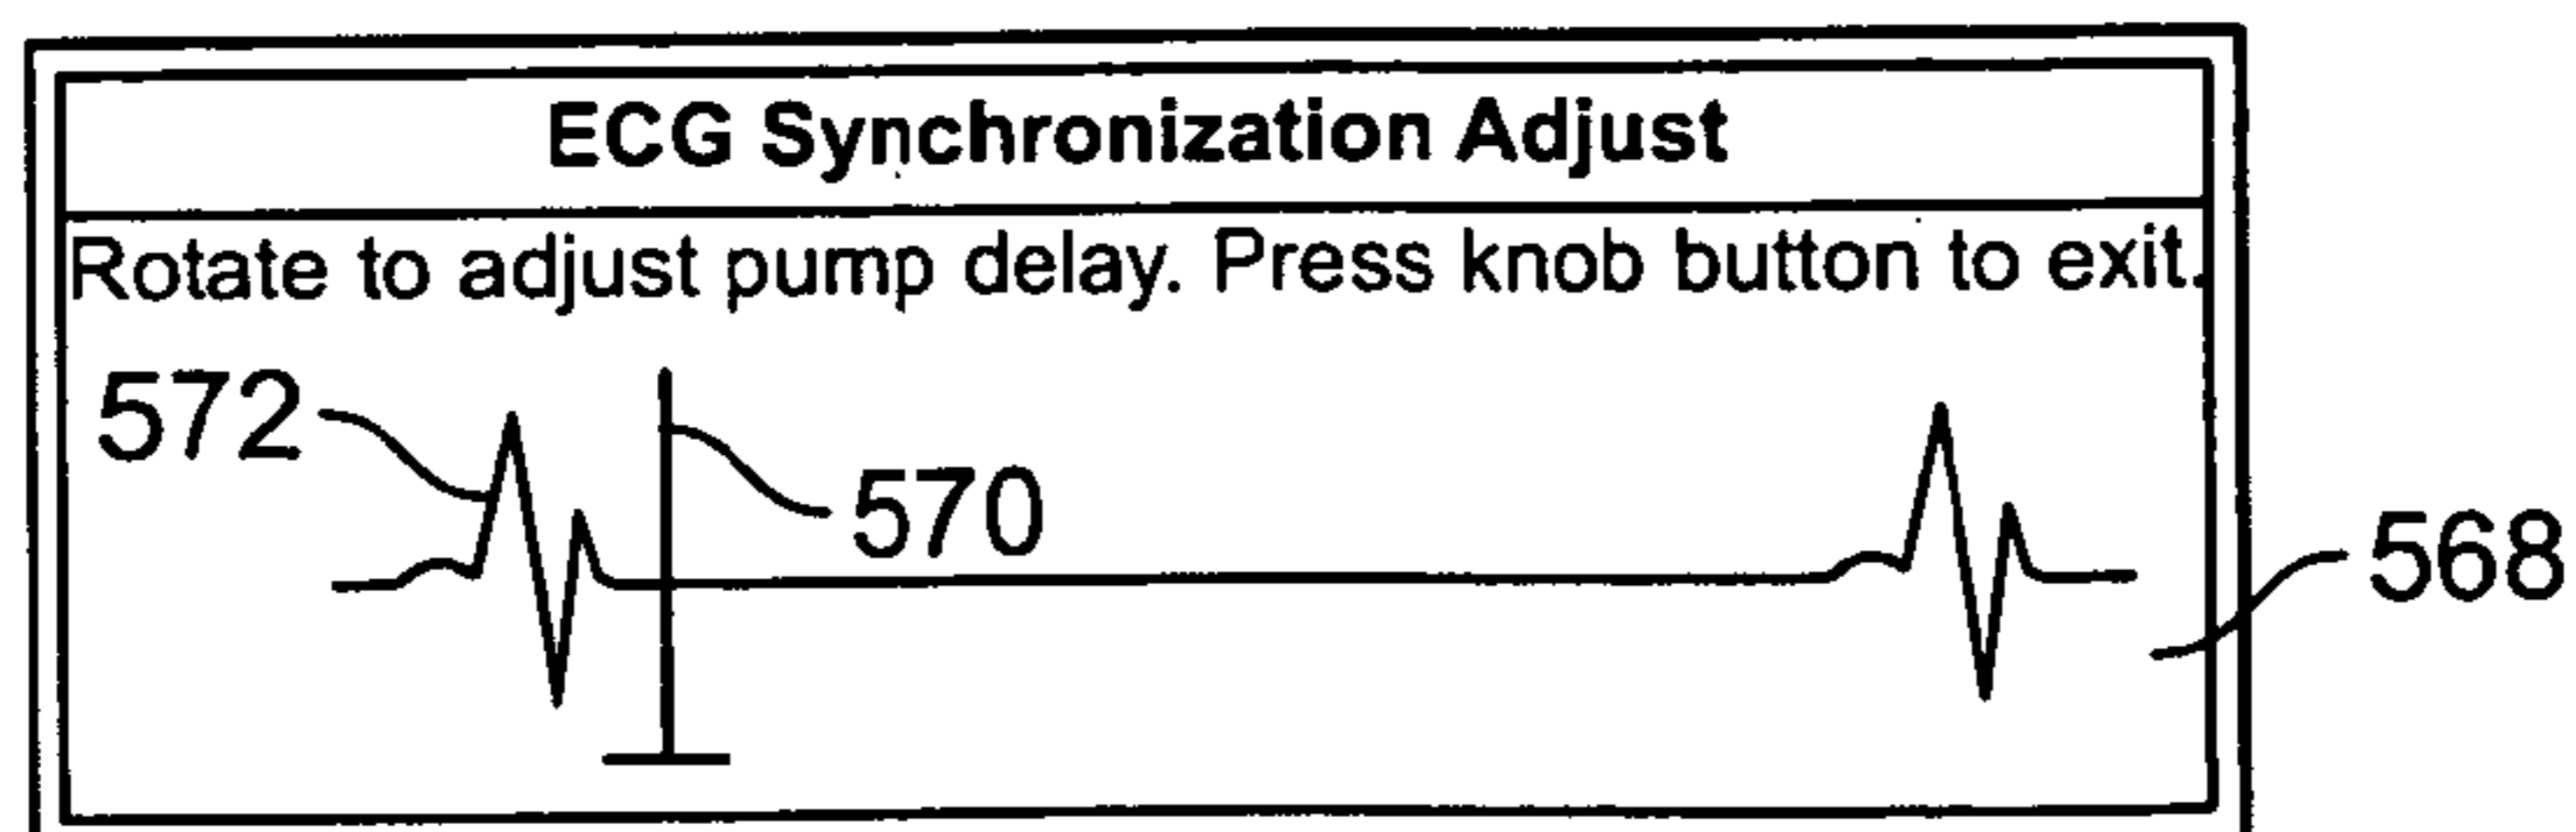 ECG Synchronization Adjust
Rotate to adjust pump delay. Press knob button to exit.
572
570
568